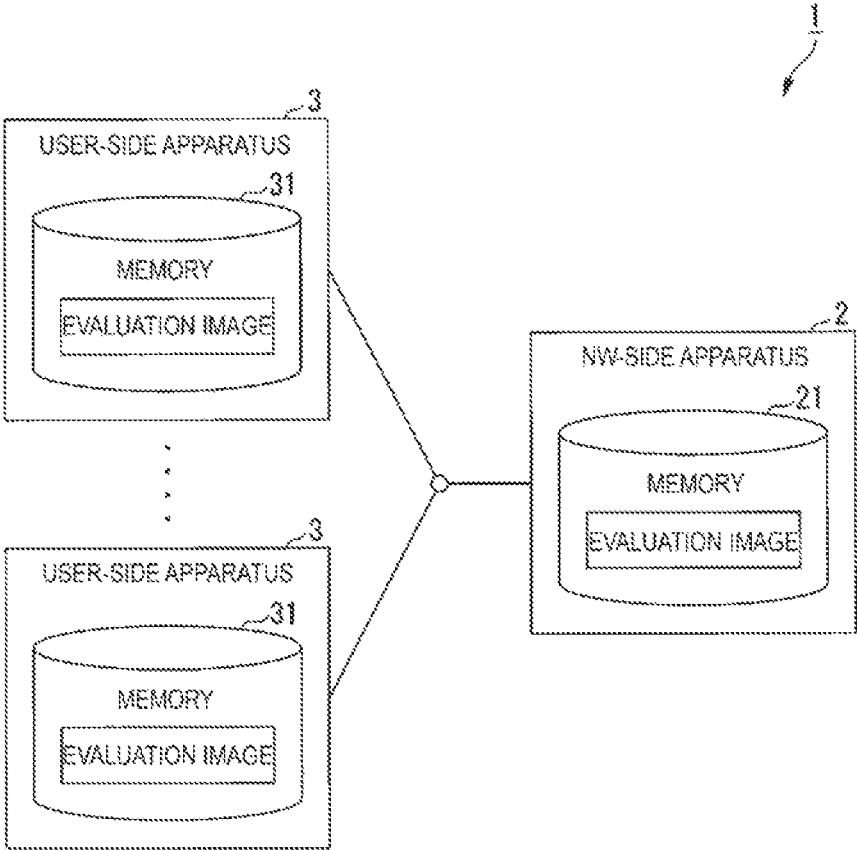 1
3
USER-SIDE APPARATUS
31
MEMORY
EVALUATION IMAGE
2
NW-SIDE APPARATUS
21
MEMORY
EVALUATION IMAGE
3
USER-SIDE APPARATUS
31
MEMORY
EVALUATION IMAGE